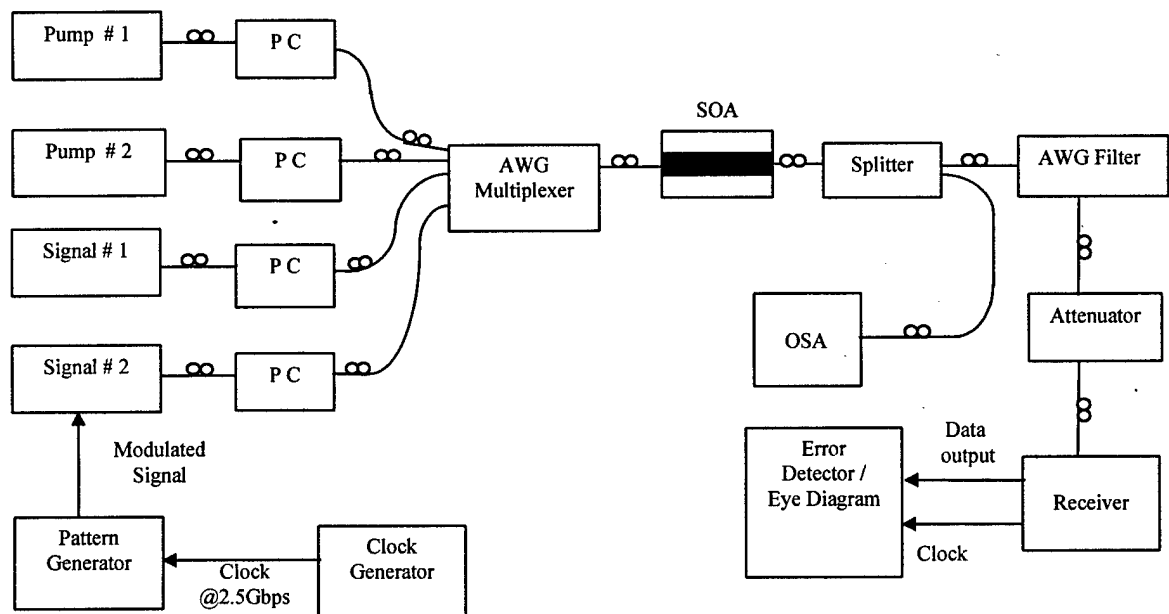 Pump # 1
P C
Pump # 2
P C
Signal # 1
P C
Signal # 2
P C
AWG
Multiplexer
SOA
Splitter
AWG Filter
OSA
Attenuator
Modulated
Signal
Pattern
Generator
Clock
@2.5Gbps
Clock
Generator
Error
Detector /
Eye Diagram
Data
output
Clock
Receiver